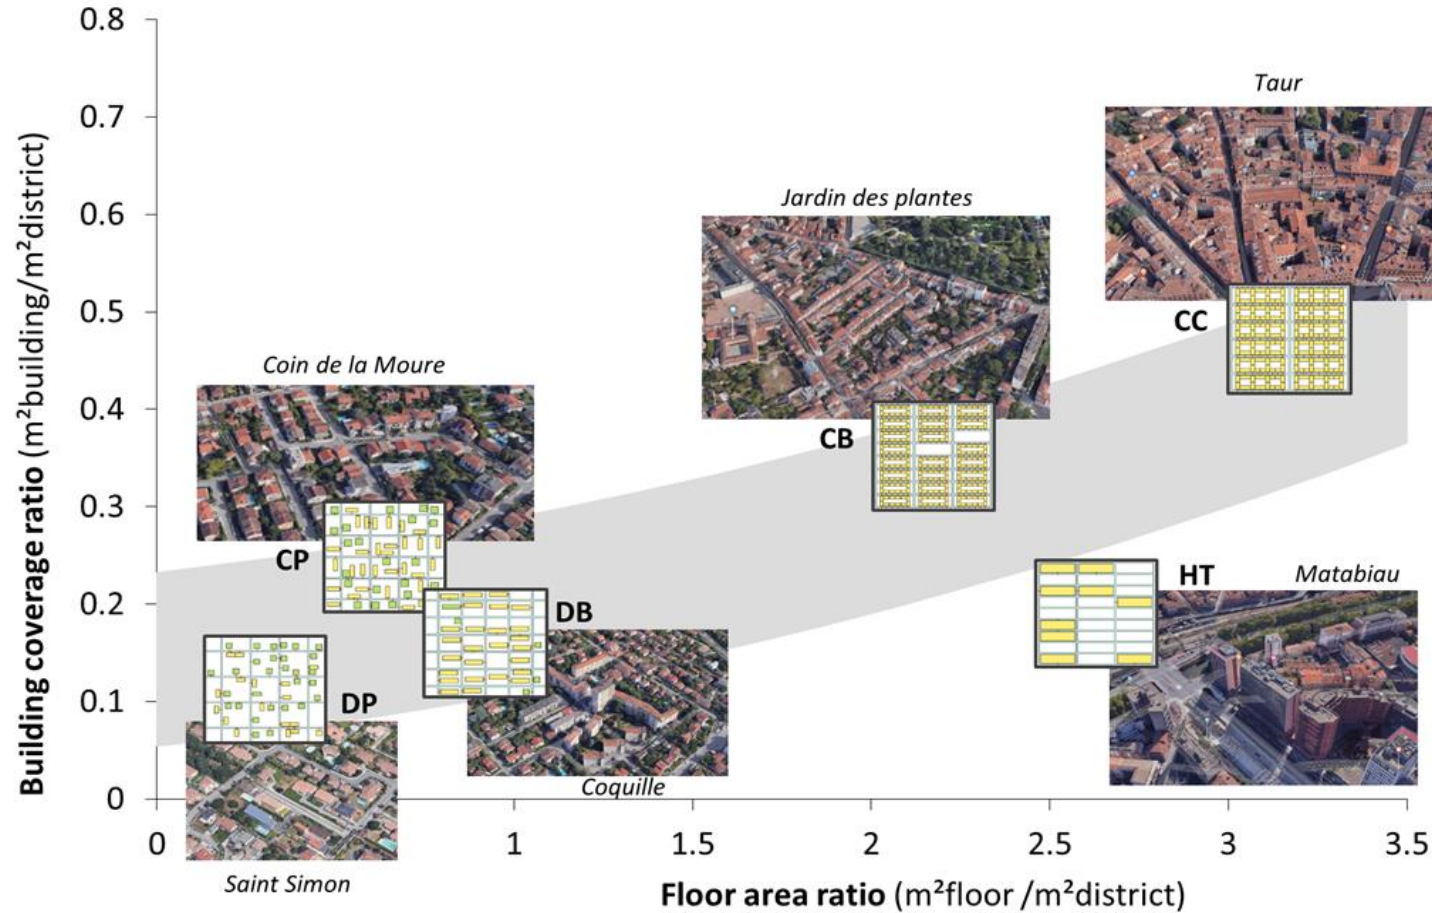 0.8
Taur
0.7
Jardin des plantes
0.6
0.5
CC
Coin de la Moure
0.4
CB
0.3
CP
HT
Matabiau
0.2
DB
0.1
DP
Coquille
0
0
1
1.5
2
2.5
3
3.5
Saint Simon
Floor area ratio (m²floor /m²district)
Building coverage ratio (m²building/m²district)